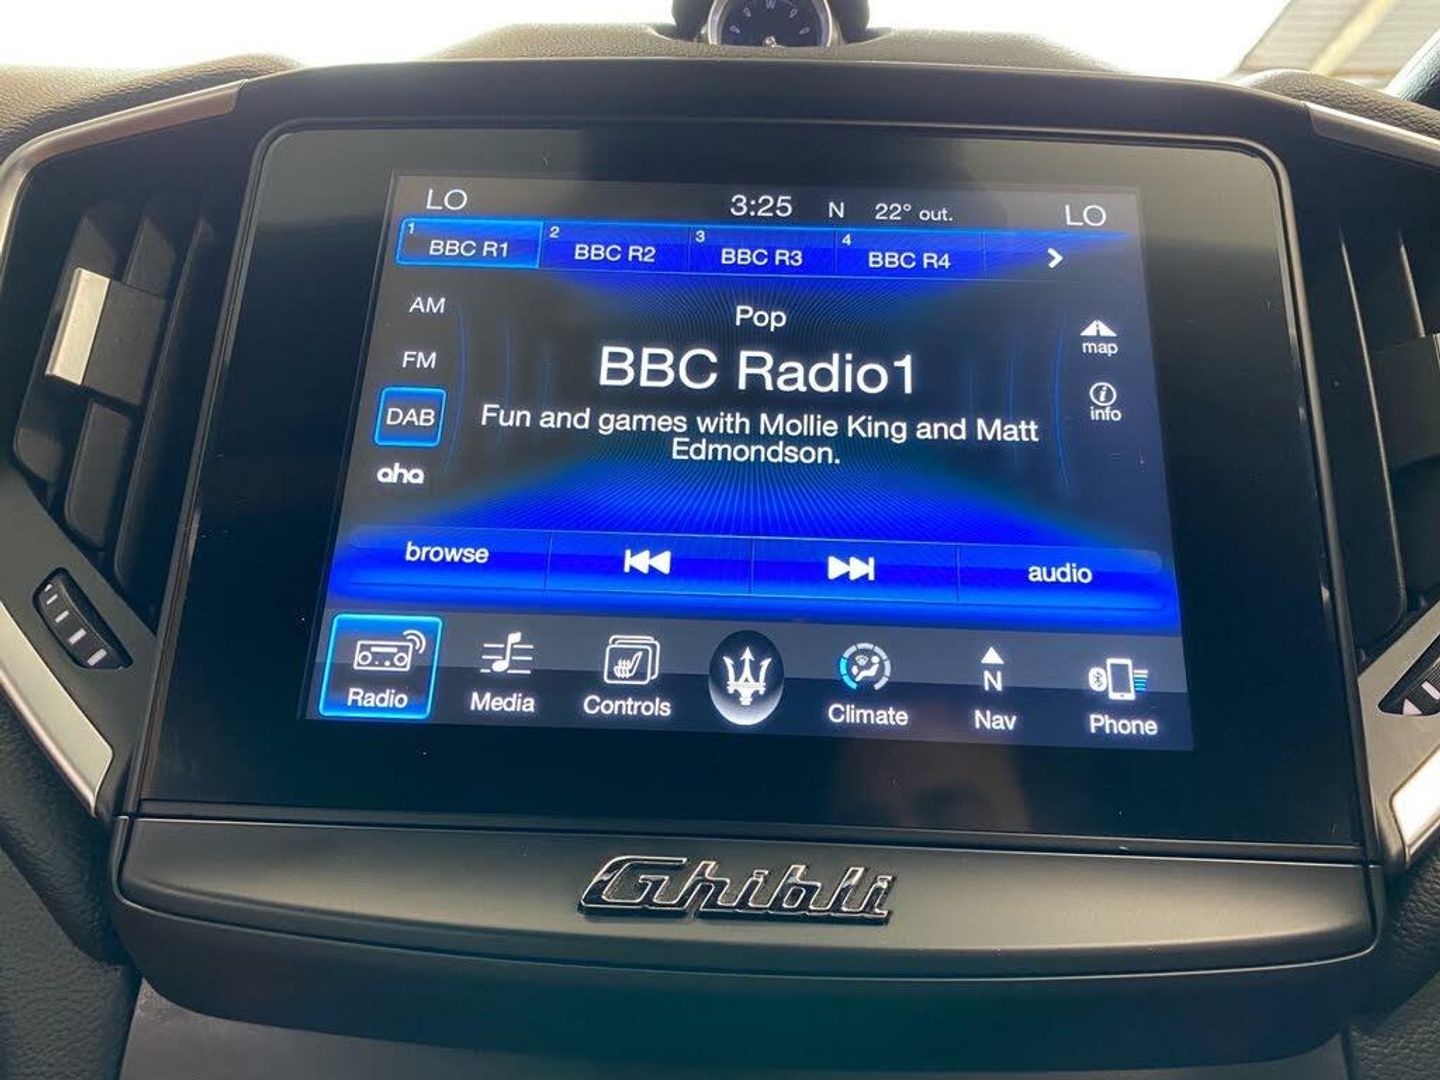 LO 3:25 N 22° out. LO
1 BBC R1 2 BBC R2 3 BBC R3 4 BBC R4
AM
FM
DAB
aha
Pop
BBC Radio1
Fun and games with Mollie King and Matt
Edmondson.
map
info
browse audio
Radio Media Controls Climate N Nav Phone
Ghibli